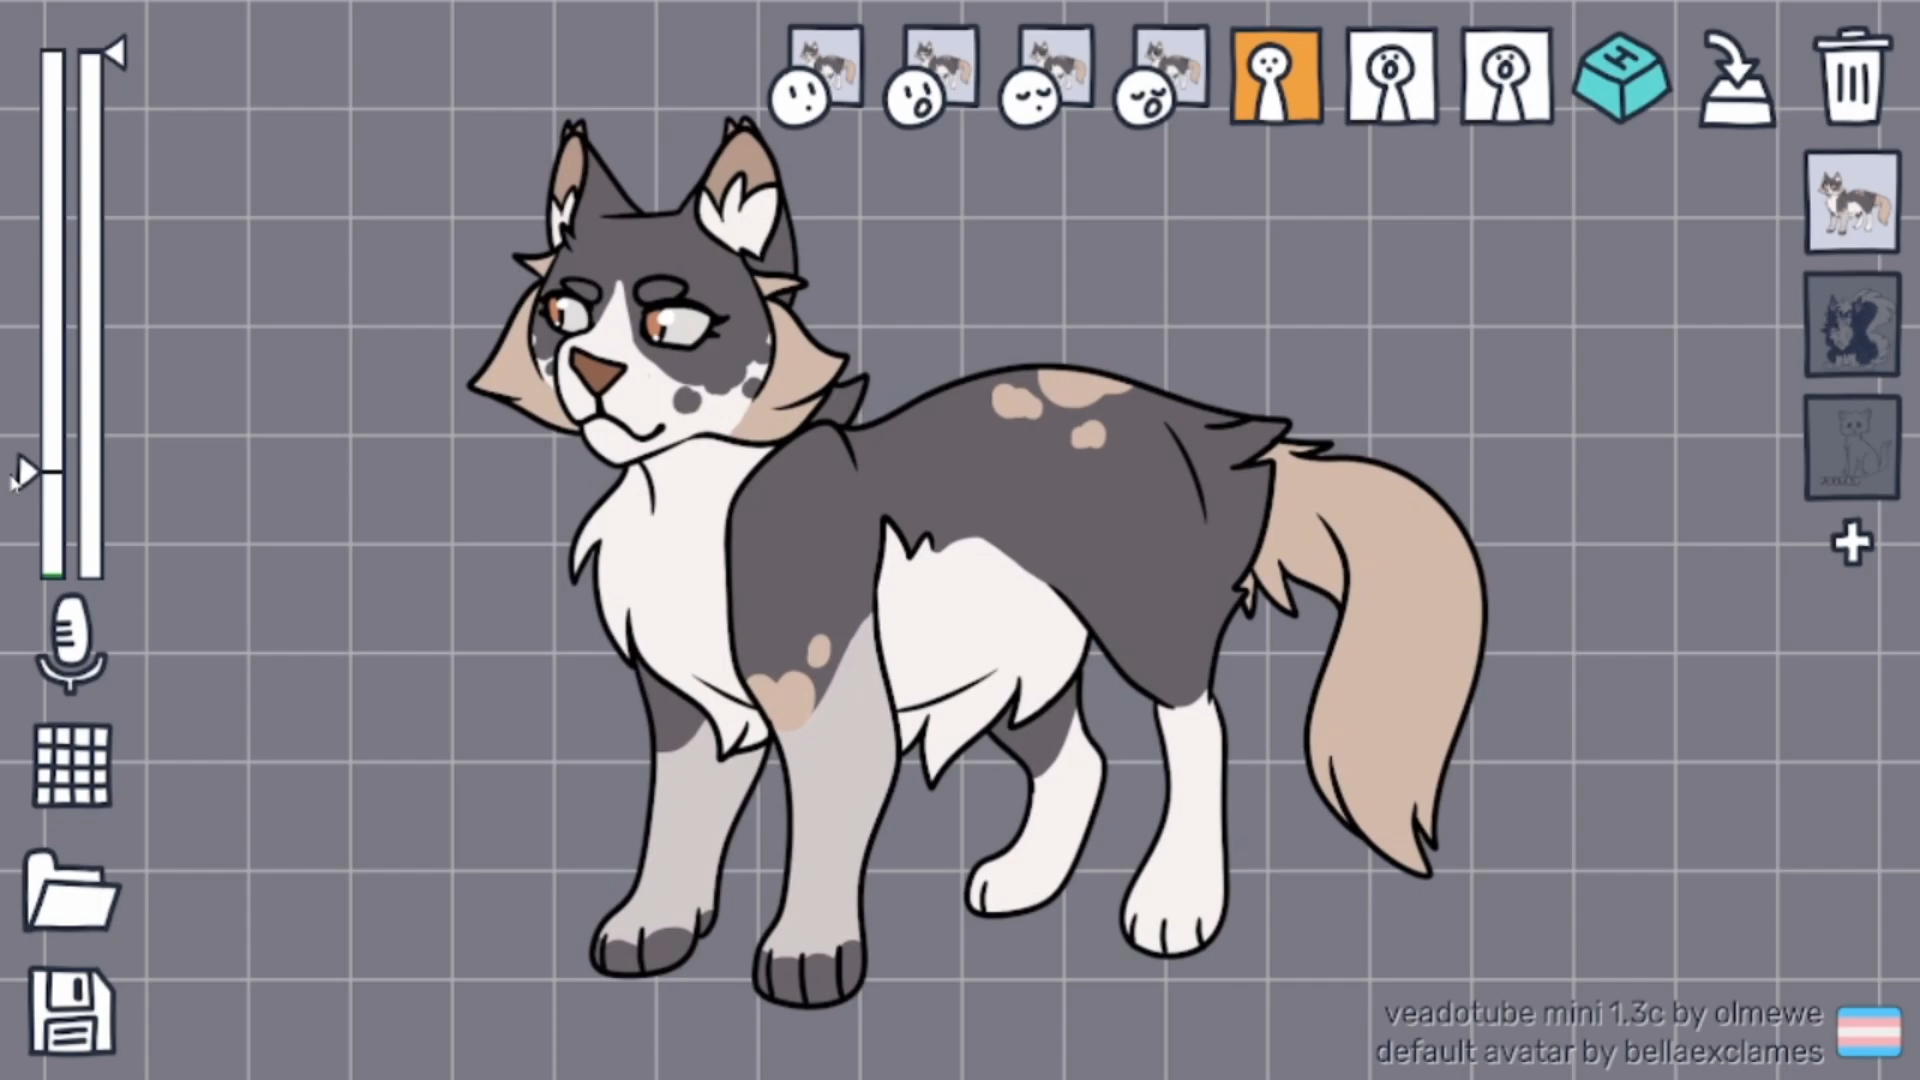 H
veadotube mini 1.3c by olmewe
default avatar by bellaexclames